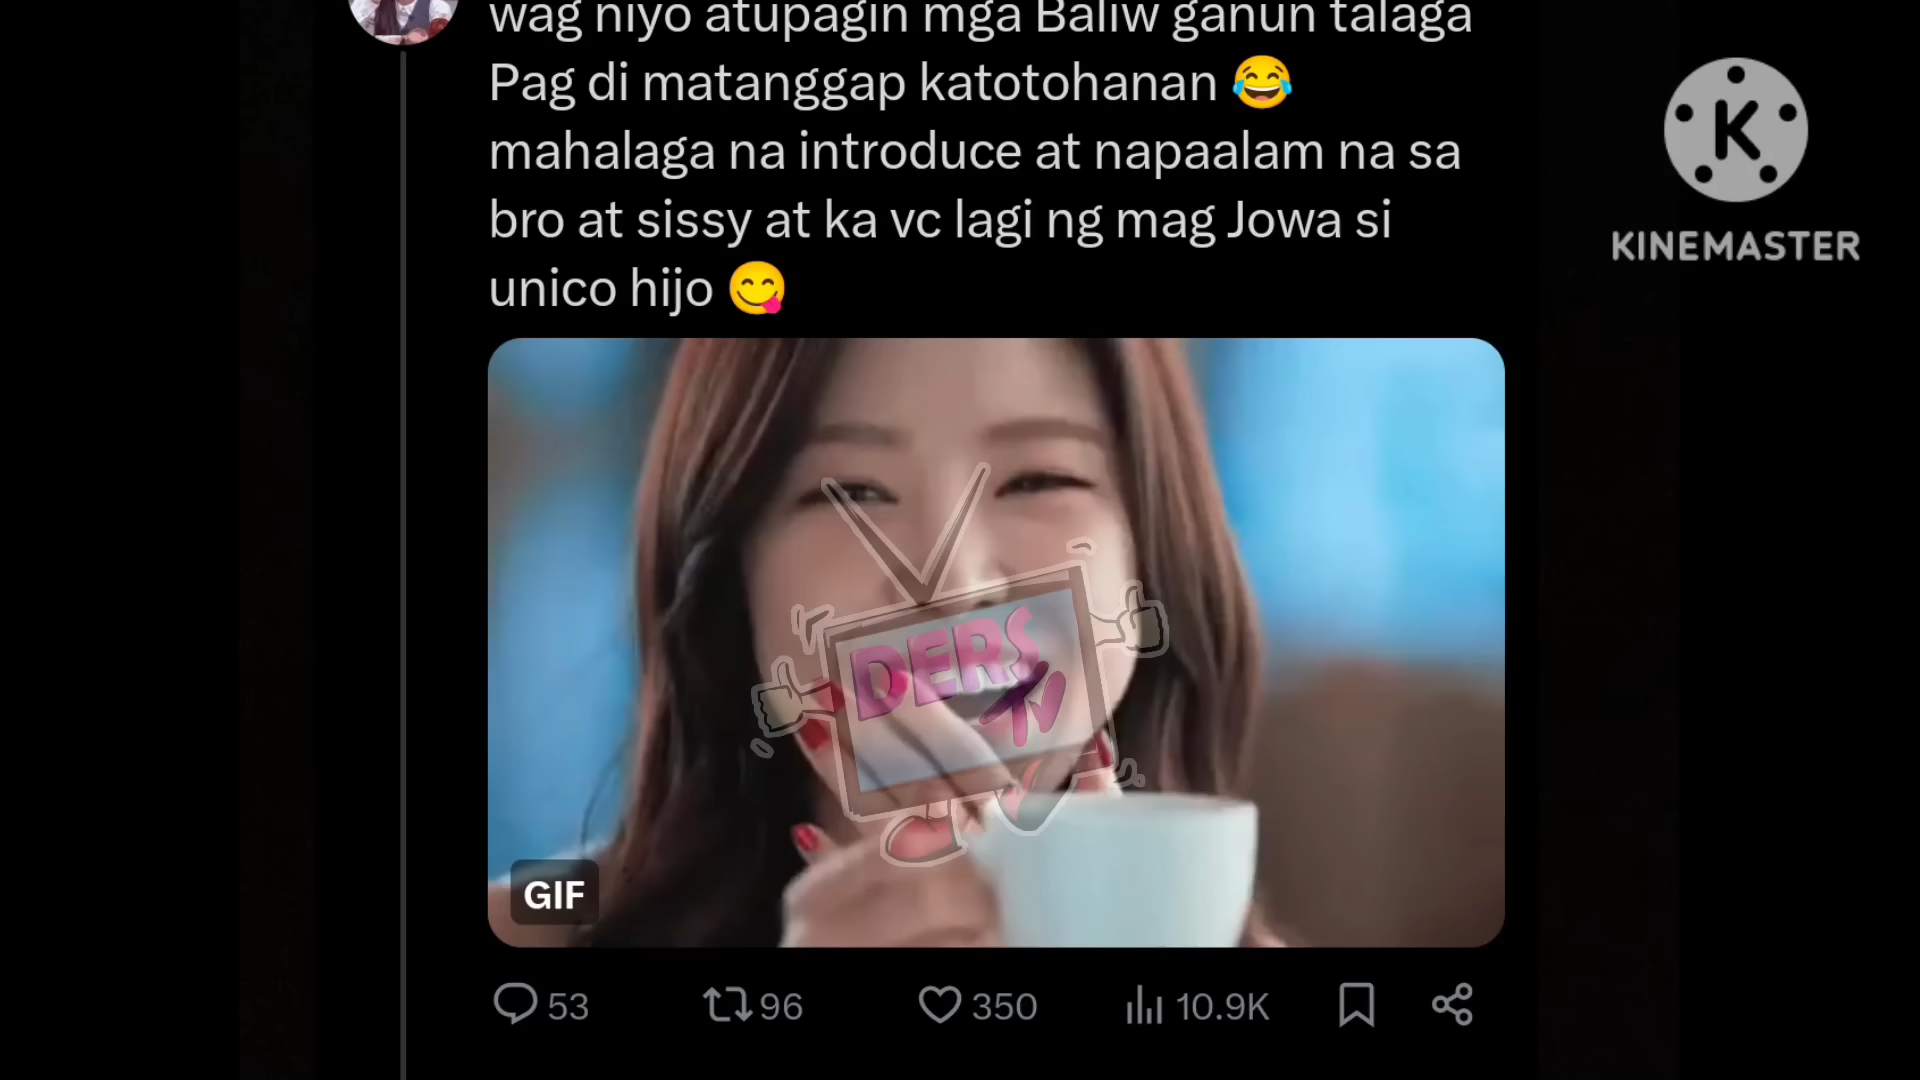 wag niyo atupagin mga Baliw ganun talaga
Pag di matanggap katotohanan 😂
mahalaga na introduce at napaalam na sa
bro at sissy at ka vc lagi ng mag Jowa si
unico hijo 😋
KINEMASTER
DERS
TV
GIF
53 96 350 10.9K